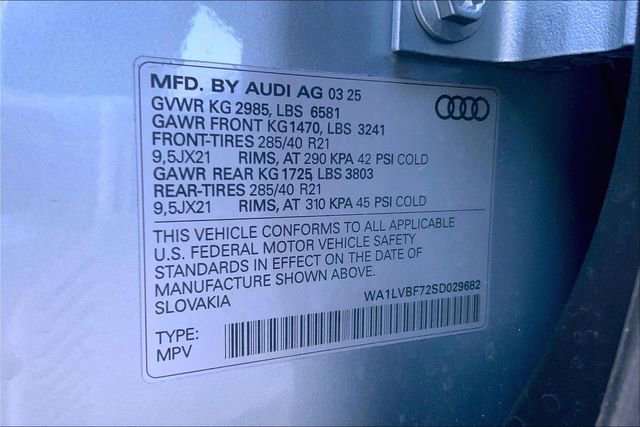 MFD. BY AUDI AG 03 25
GVWR KG 2985, LBS 6581
GAWR FRONT KG1470, LBS 3241
FRONT-TIRES 285/40 R21
9,5JX21 RIMS, AT 290 KPA 42 PSI COLD
GAWR REAR KG 1725, LBS 3803
REAR-TIRES 285/40 R21
9,5JX21 RIMS, AT 310 KPA 45 PSI COLD
THIS VEHICLE CONFORMS TO ALL APPLICABLE
U.S. FEDERAL MOTOR VEHICLE SAFETY
STANDARDS IN EFFECT ON THE DATE OF
MANUFACTURE SHOWN ABOVE.
SLOVAKIA
WA1LVBF72SD029682
TYPE:
MPV